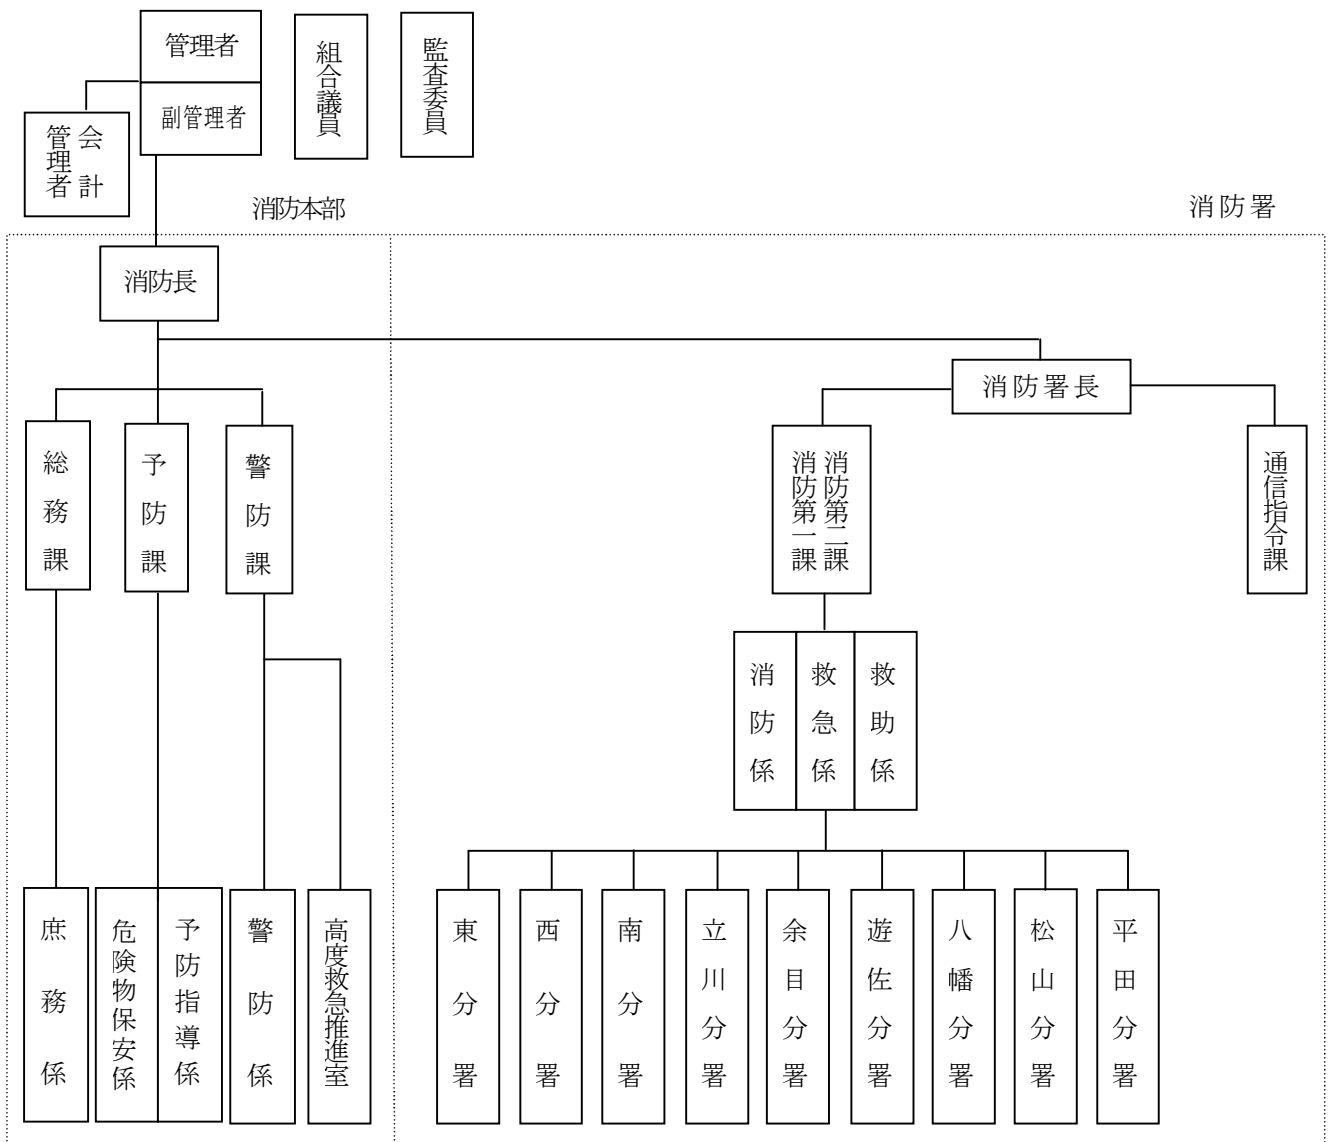 管理者
副管理者
会計
管理者
組合議員
監査委員
消防本部
消防署
消防長
消防署長
総務課
予防課
警防課
消防第二課
消防第一課
通信指令課
消防係
救急係
救助係
庶務係
危険物保安係
予防指導係
警防係
高度救急推進室
東分署
西分署
南分署
立川分署
余目分署
遊佐分署
八幡分署
松山分署
平田分署